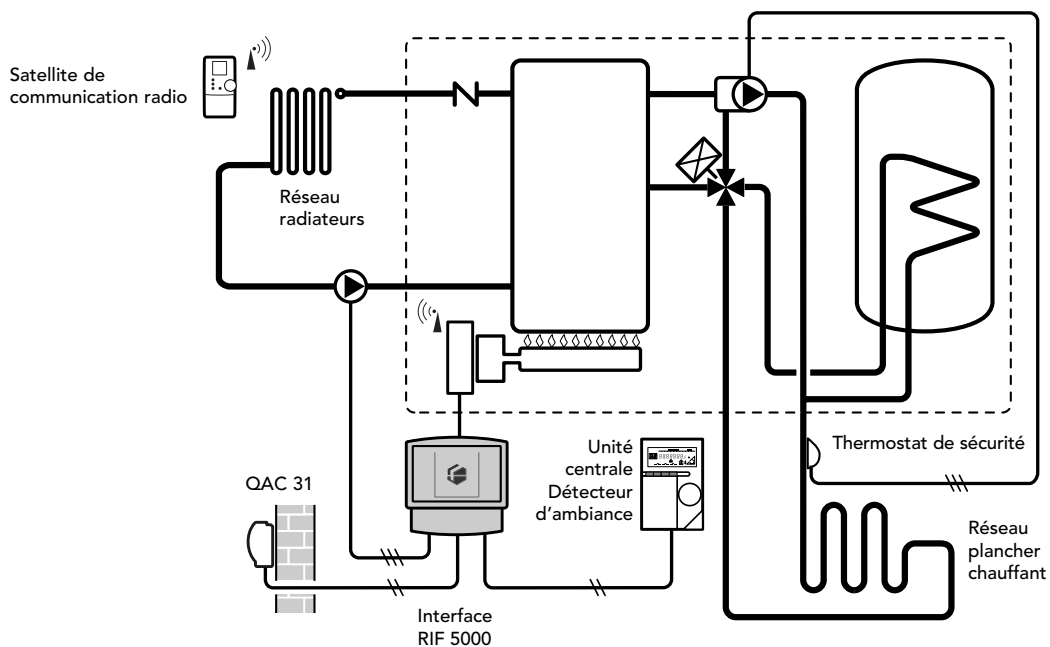 Satellite de
communication radio
Réseau
radiateurs
Thermostat de sécurité
Unité
centrale
Détecteur
d'ambiance
QAC 31
Réseau
plancher
chauffant
Interface
RIF 5000